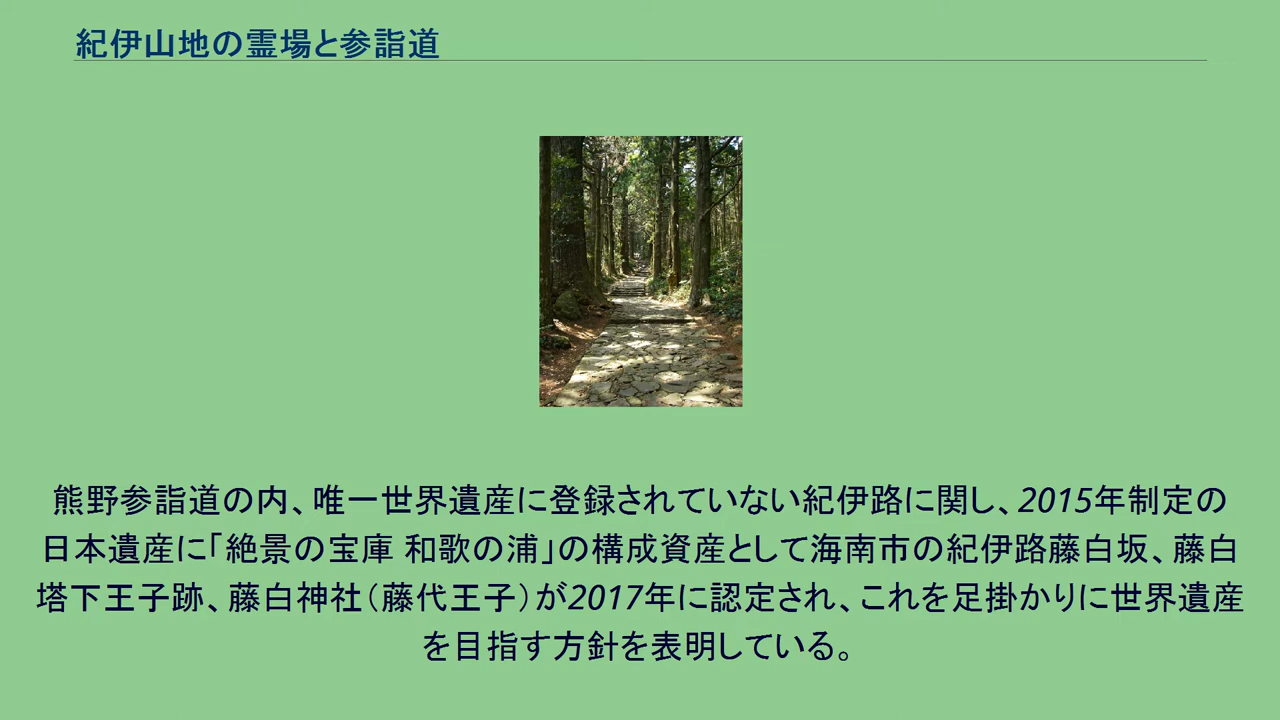 紀伊山地の霊場と参詣道
熊野参詣道の内、唯一世界遺産に登録されていない紀伊路に関し、2015年制定の
日本遺産に「絶景の宝庫 和歌の浦」の構成資産として海南市の紀伊路藤白坂、藤白
塔下王子跡、藤白神社（藤代王子）が2017年に認定され、これを足掛かりに世界遺産
を目指す方針を表明している。